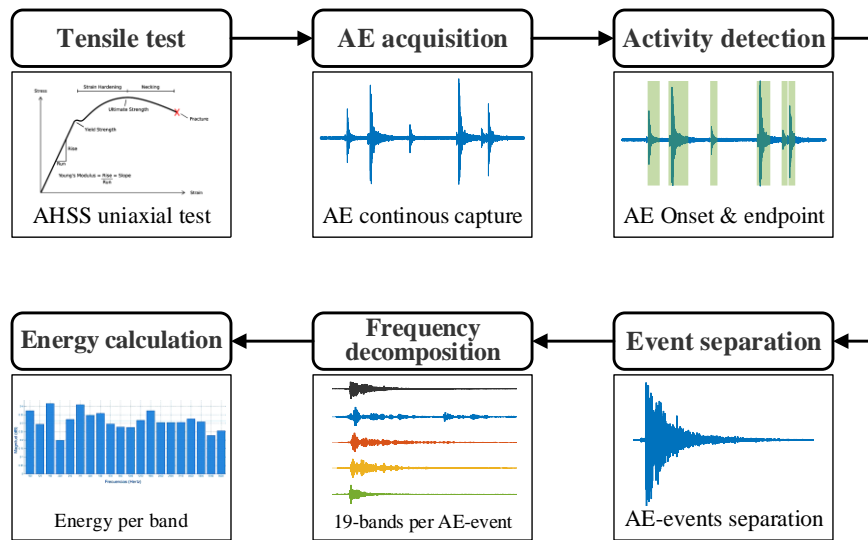 Tensile test
AE acquisition
Activity detection
Stress
Strain Hardening
Necking
Ultimate Strength
Fracture
Yield Strength
Rise
Run
Young's Modulus = Rise = Slope
Run
Strain
AHSS uniaxial test
AE continous capture
AE Onset & endpoint
Energy calculation
Frequency
decomposition
Event separation
Energy per band
19-bands per AE-event
AE-events separation